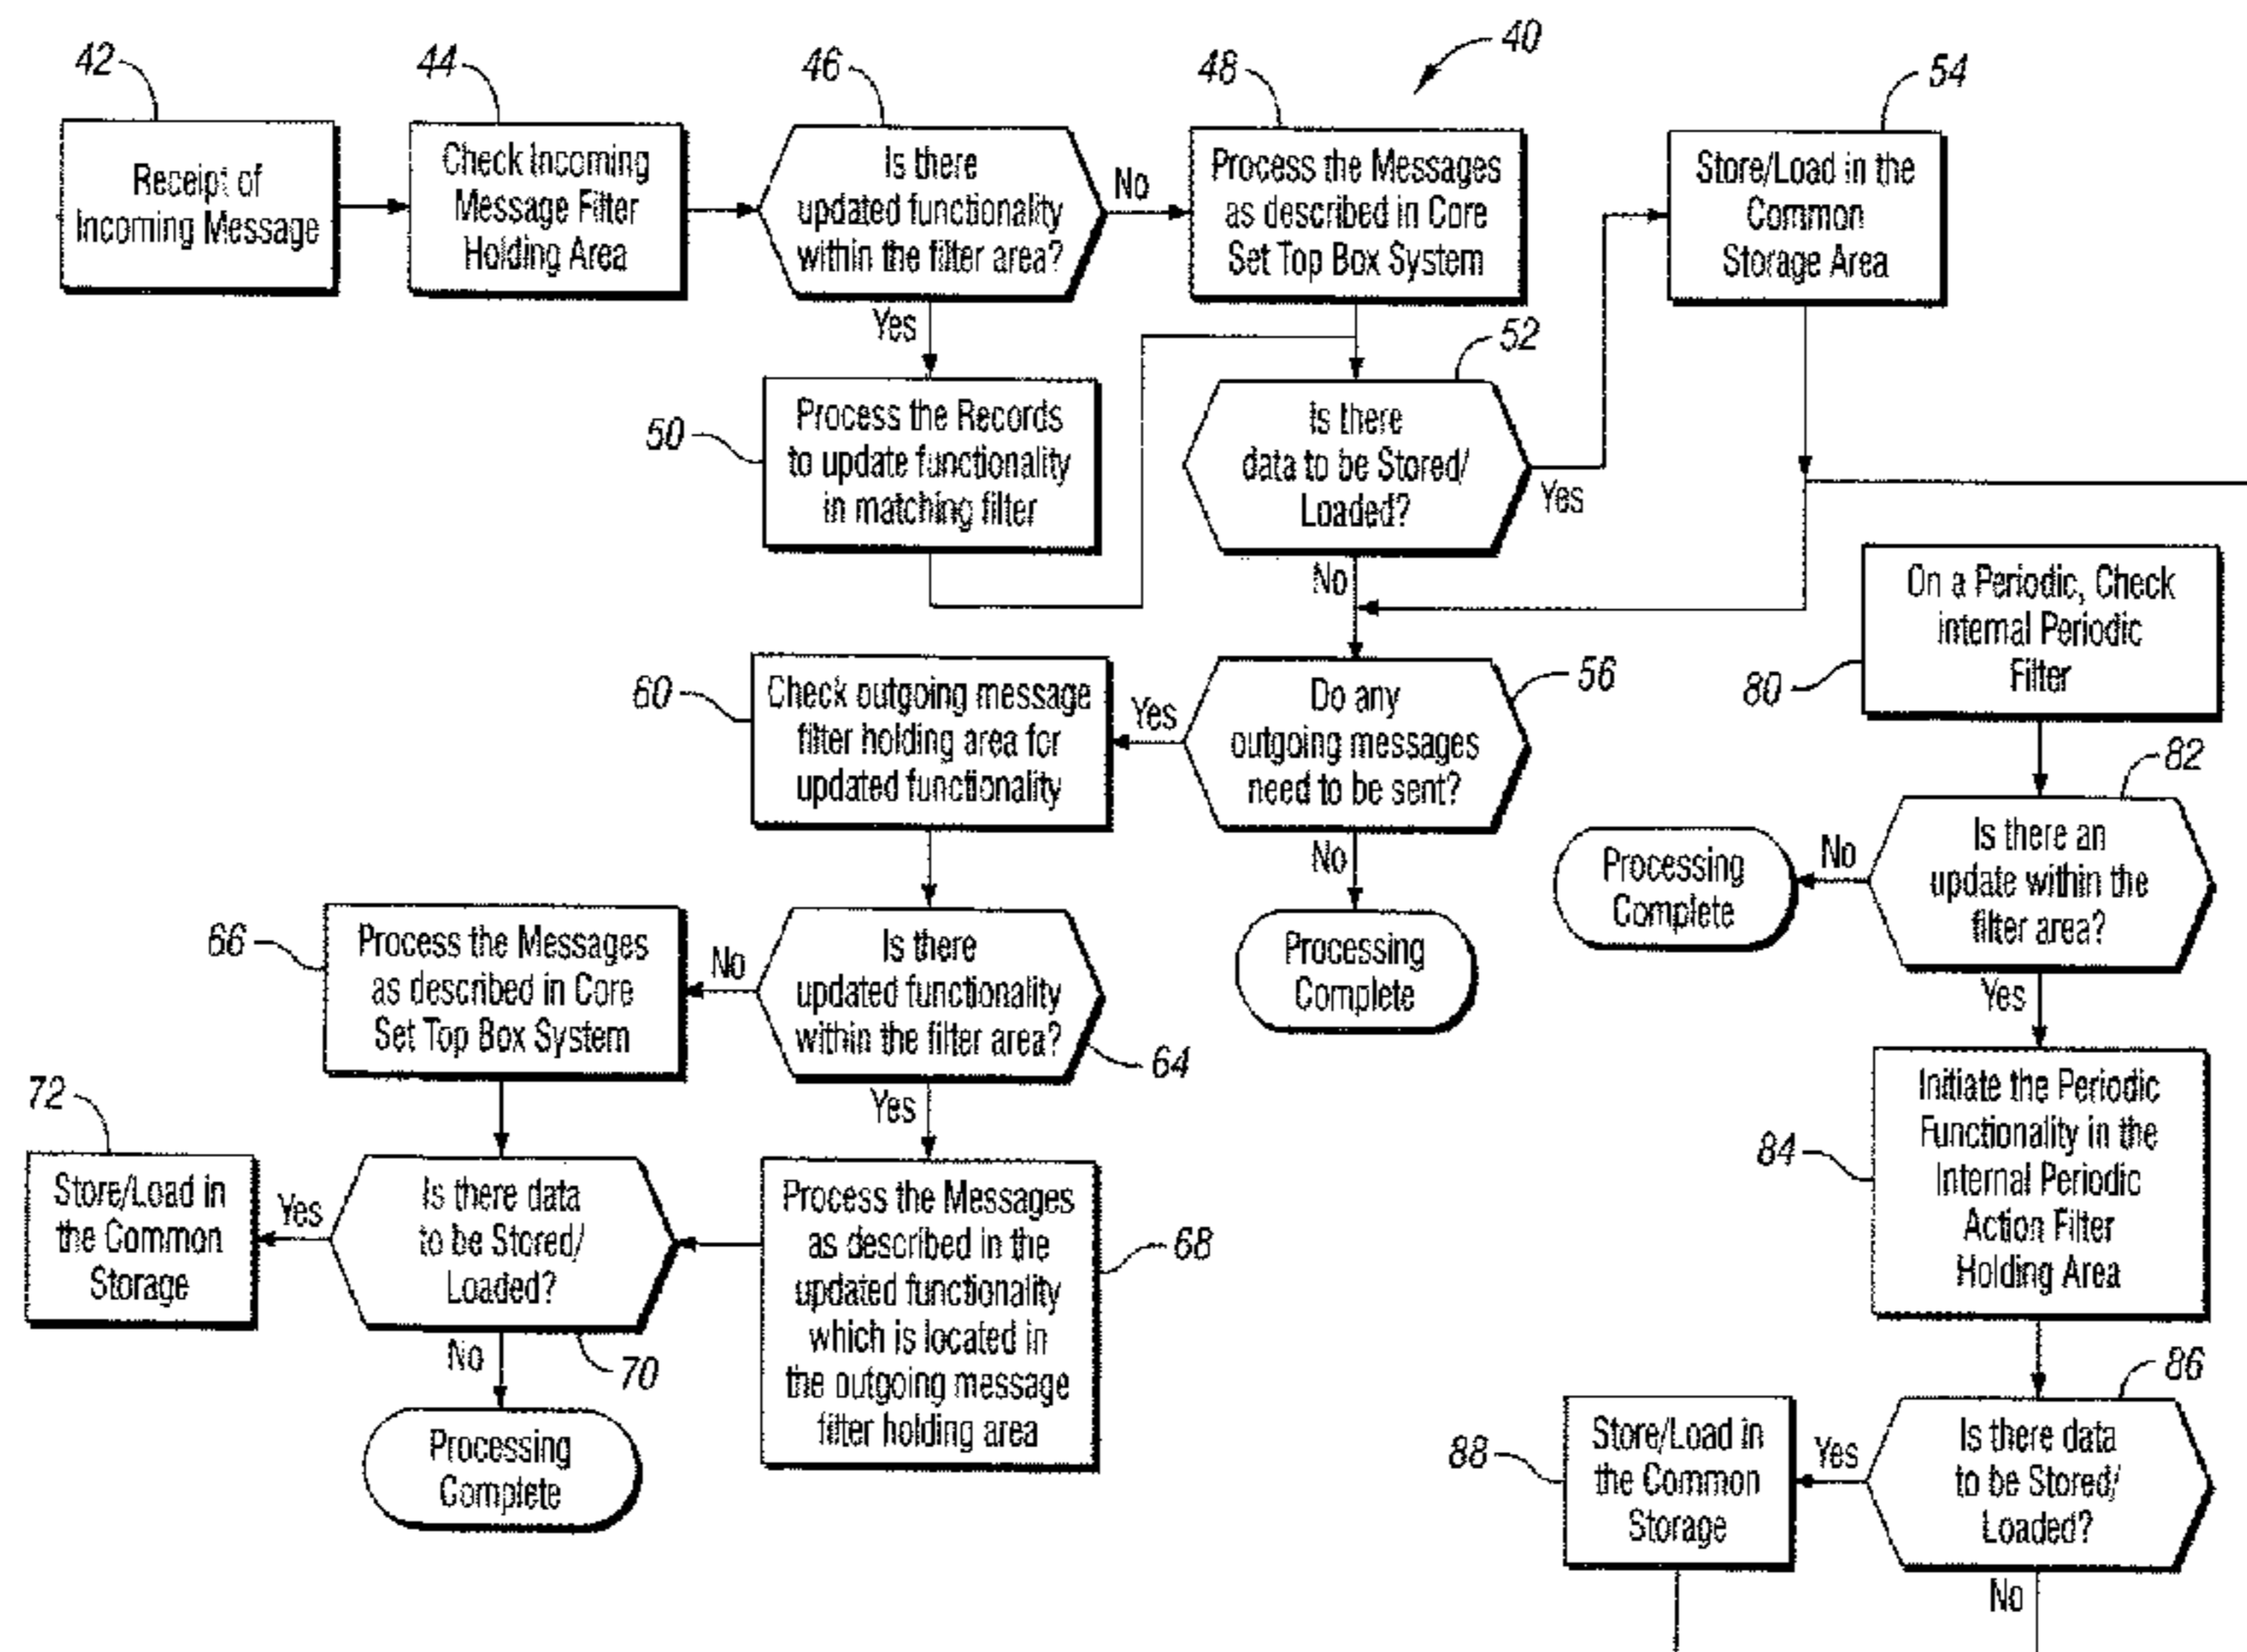 40
42
Receipt of
Incoming Message
44
Check Incoming
Message Filter
Holding Area
46
Is there
updated functionality
within the filter area?
No
Yes
48
Process the Messages
as described in Core
Set Top Box System
54
Store/Load in the
Common
Storage Area
50
Process the Records
to update functionality
in matching filter
52
Is there
data to be Stored/
Loaded?
Yes
No
56
Do any
outgoing messages
need to be sent?
Yes
No
Processing
Complete
60
Check outgoing message
filter holding area for
updated functionality
64
Is there
updated functionality
within the filter area?
No
Yes
66
Process the Messages
as described in Core
Set Top Box System
68
Process the Messages
as described in the
updated functionality
which is located in
the outgoing message
filter holding area
70
Is there data
to be Stored/
Loaded?
Yes
No
72
Store/Load in
the Common
Storage
Processing
Complete
80
On a Periodic, Check
internal Periodic
Filter
82
Is there an
update within the
filter area?
No
Yes
Processing
Complete
84
Initiate the Periodic
Functionality in the
Internal Periodic
Action Filter
Holding Area
86
Is there data
to be Stored/
Loaded?
Yes
No
88
Store/Load in
the Common
Storage